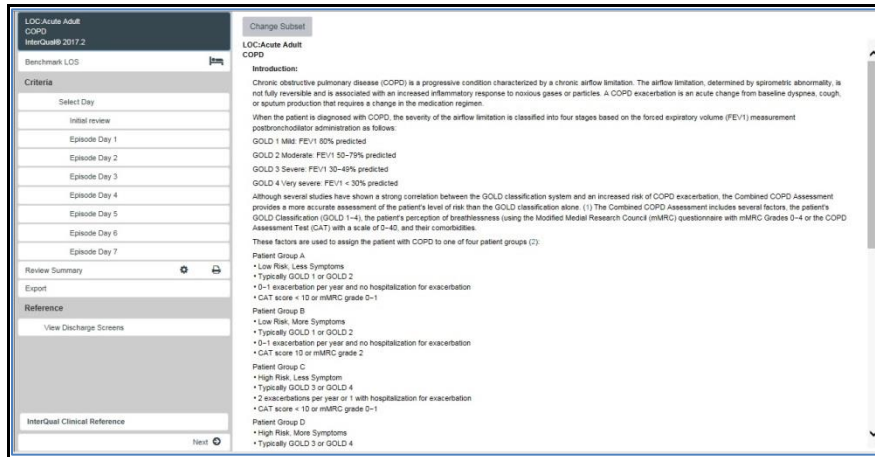 LOC:Acute Adult
COPD
InterQual® 2017.2
Benchmark LOS
Criteria
Select Day
Initial review
Episode Day 1
Episode Day 2
Episode Day 3
Episode Day 4
Episode Day 5
Episode Day 6
Episode Day 7
Review Summary
Export
Reference
View Discharge Screens
InterQual Clinical Reference
Next
Change Subset
LOC:Acute Adult
COPD
Introduction:
Chronic obstructive pulmonary disease (COPD) is a progressive condition characterized by a chronic airflow limitation. The airflow limitation, determined by spirometric abnormality, is
not fully reversible and is associated with an increased inflammatory response to noxious gases or particles. A COPD exacerbation is an acute change from baseline dyspnea, cough,
or sputum production that requires a change in the medication regimen.
When the patient is diagnosed with COPD, the severity of the airflow limitation is classified into four stages based on the forced expiratory volume (FEV1) measurement
postbronchodilator administration as follows:
GOLD 1 Mild: FEV1 80% predicted
GOLD 2 Moderate: FEV1 50–79% predicted
GOLD 3 Severe: FEV1 30–49% predicted
GOLD 4 Very severe: FEV1 < 30% predicted
Although several studies have shown a strong correlation between the GOLD classification system and an increased risk of COPD exacerbation, the Combined COPD Assessment
provides a more accurate assessment of the patient's level of risk than the GOLD classification alone. (1) The Combined COPD Assessment includes several factors, the patient's
GOLD Classification (GOLD 1–4), the patient's perception of breathlessness (using the Modified Medial Research Council (mMRC) questionnaire with mMRC Grades 0–4 or the COPD
Assessment Test (CAT) with a scale of 0–40, and their comorbidities.
These factors are used to assign the patient with COPD to one of four patient groups (2):
Patient Group A
• Low Risk, Less Symptoms
• Typically GOLD 1 or GOLD 2
• 0–1 exacerbation per year and no hospitalization for exacerbation
• CAT score < 10 or mMRC grade 0–1
Patient Group B
• Low Risk, More Symptoms
• Typically GOLD 1 or GOLD 2
• 0–1 exacerbation per year and no hospitalization for exacerbation
• CAT score 10 or mMRC grade 2
Patient Group C
• High Risk, Less Symptom
• Typically GOLD 3 or GOLD 4
• 2 exacerbations per year or 1 with hospitalization for exacerbation
• CAT score < 10 or mMRC grade 0–1
Patient Group D
• High Risk, More Symptoms
• Typically GOLD 3 or GOLD 4